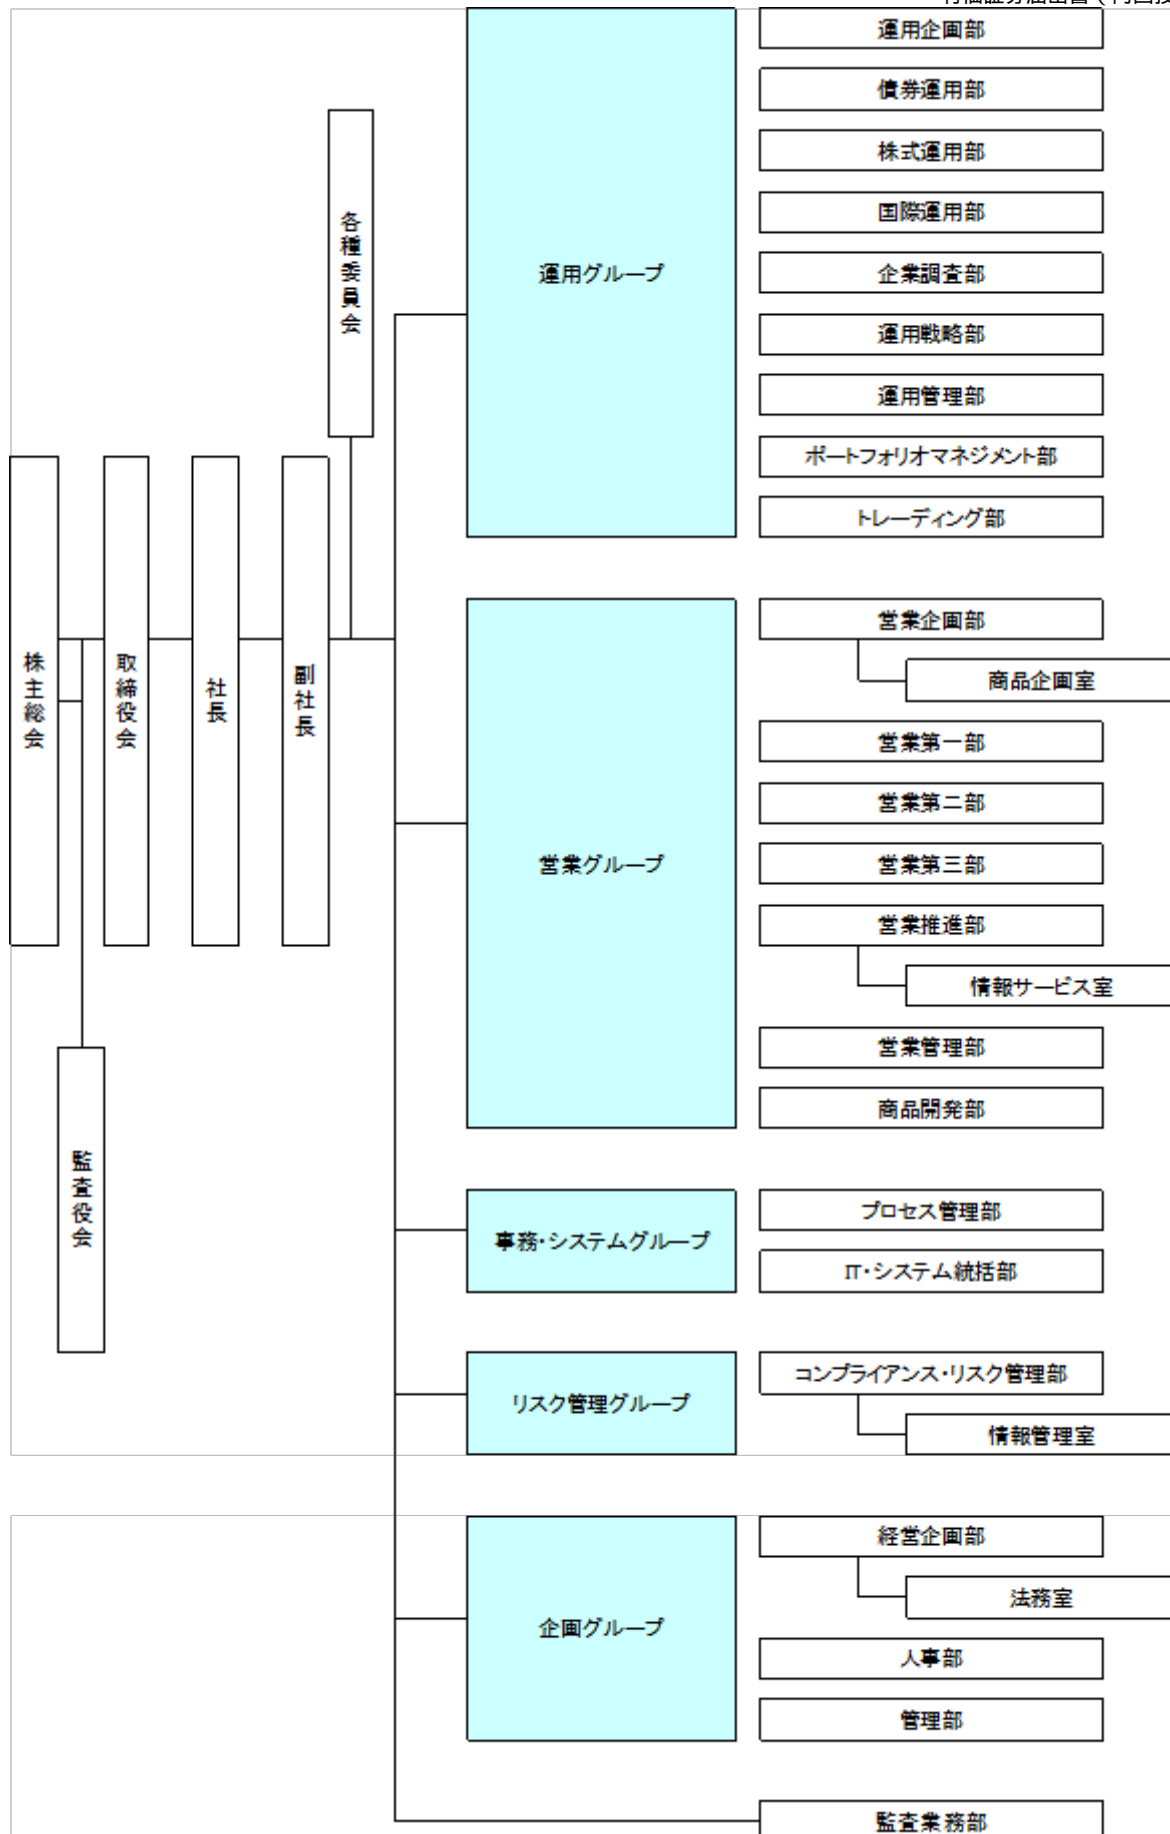 運用企画部
債券運用部
株式運用部
国際運用部
企業調査部
運用戦略部
運用管理部
ポートフォリオマネジメント部
トレーディング部
運用グループ
各種委員会
株主総会
取締役会
社長
副社長
監査役会
営業グループ
営業企画部
商品企画室
営業第一部
営業第二部
営業第三部
営業推進部
情報サービス室
営業管理部
商品開発部
事務・システムグループ
プロセス管理部
IT・システム統括部
リスク管理グループ
コンプライアンス・リスク管理部
情報管理室
企画グループ
経営企画部
法務室
人事部
管理部
監査業務部